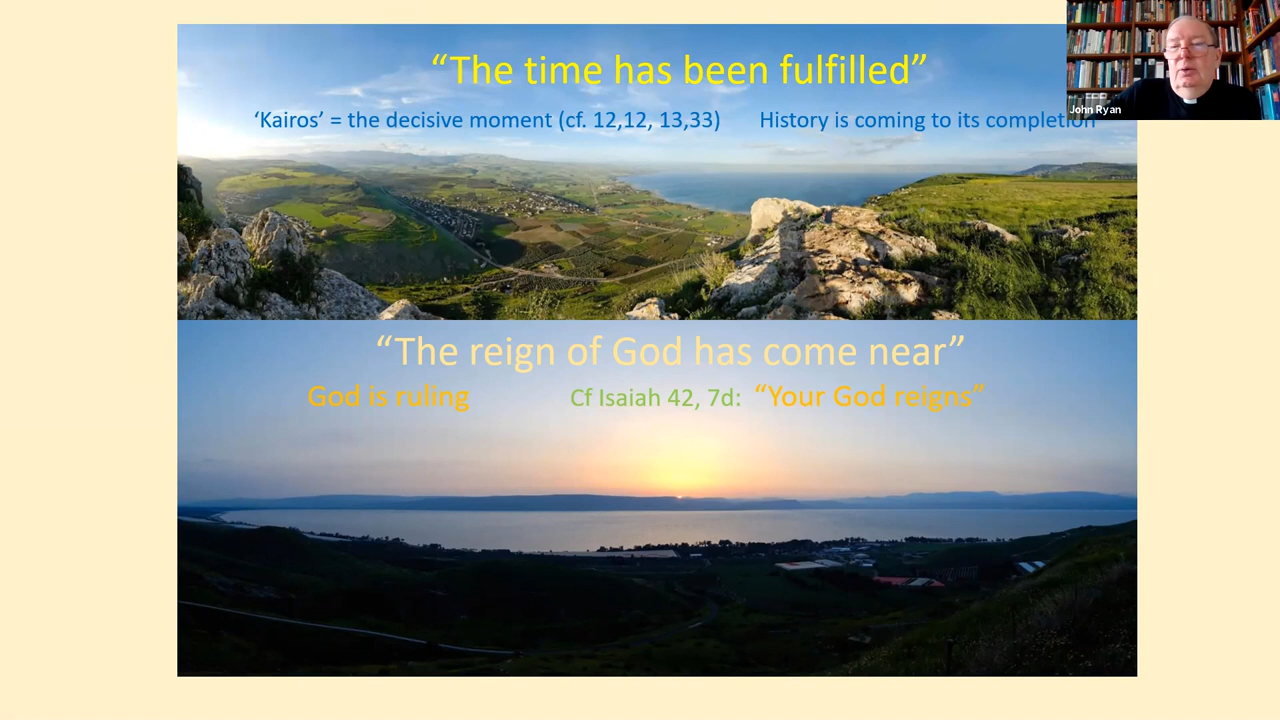 “The time has been fulfilled”
‘Kairos’ = the decisive moment (cf. 12,12, 13,33) History is coming to its completion
John Ryan
“The reign of God has come near”
God is ruling Cf Isaiah 42, 7d: “Your God reigns”